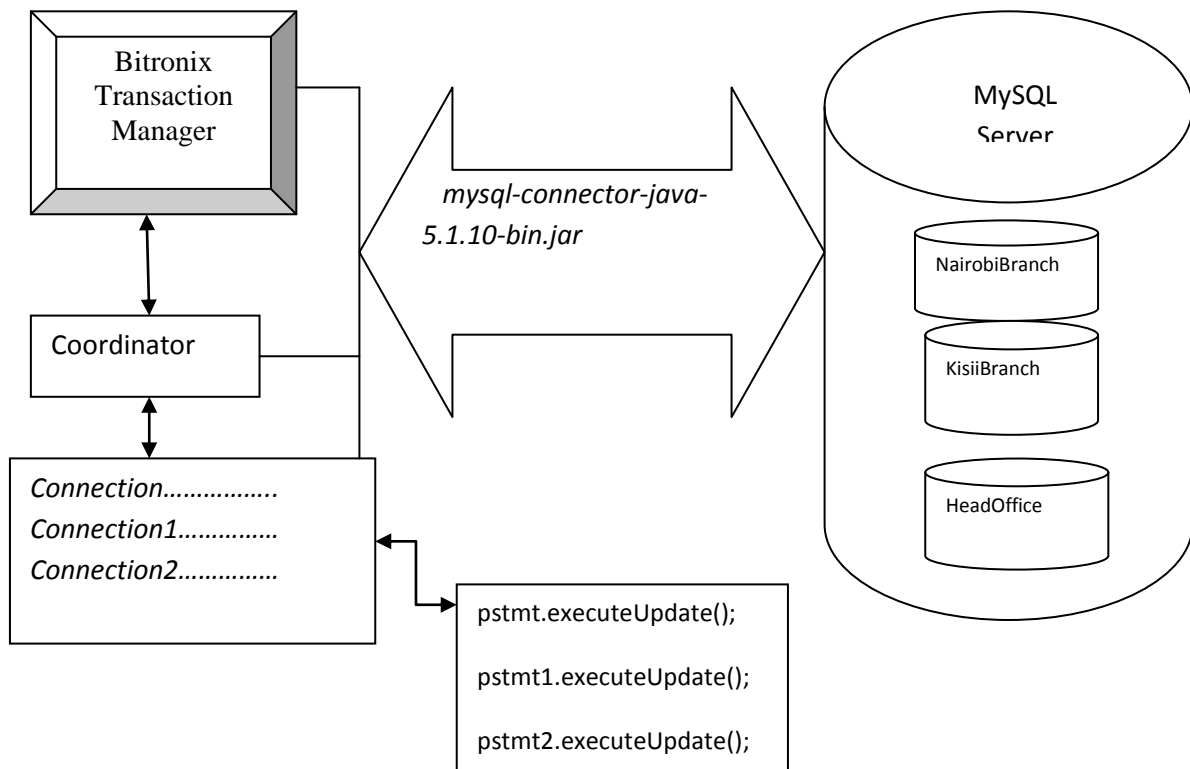 Bitronix
Transaction
Manager
Coordinator
Connection……………..
Connection1…………..
Connection2……………
mysql-connector-java-
5.1.10-bin.jar
pstmt.executeUpdate();
pstmt1.executeUpdate();
pstmt2.executeUpdate();
MySQL
Server
NairobiBranch
KisiiBranch
HeadOffice